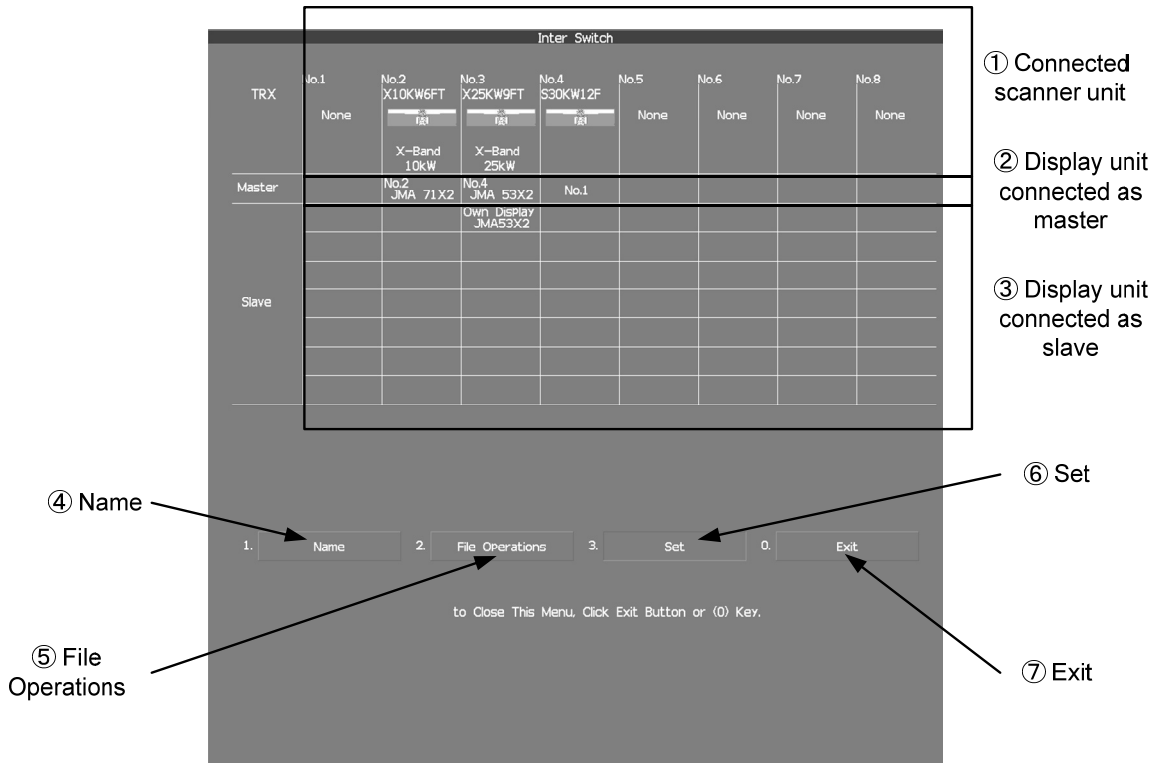 Inter Switch
TRX
No.1 No.2 No.3 No.4 No.5 No.6 No.7 No.8
X10KW6FT X25KW9FT S30KW12F
None None None None None
X-Band X-Band
10kW 25kW
Master
No.2 No.4
JMA 71X2 JMA 53X2 No.1
Own Display
JMA53X2
Slave
① Connected
scanner unit
② Display unit
connected as
master
③ Display unit
connected as
slave
⑥ Set
④ Name
1. Name 2. File Operations 3. Set 0. Exit
to Close This Menu, Click Exit Button or (0) Key.
⑤ File
Operations
⑦ Exit